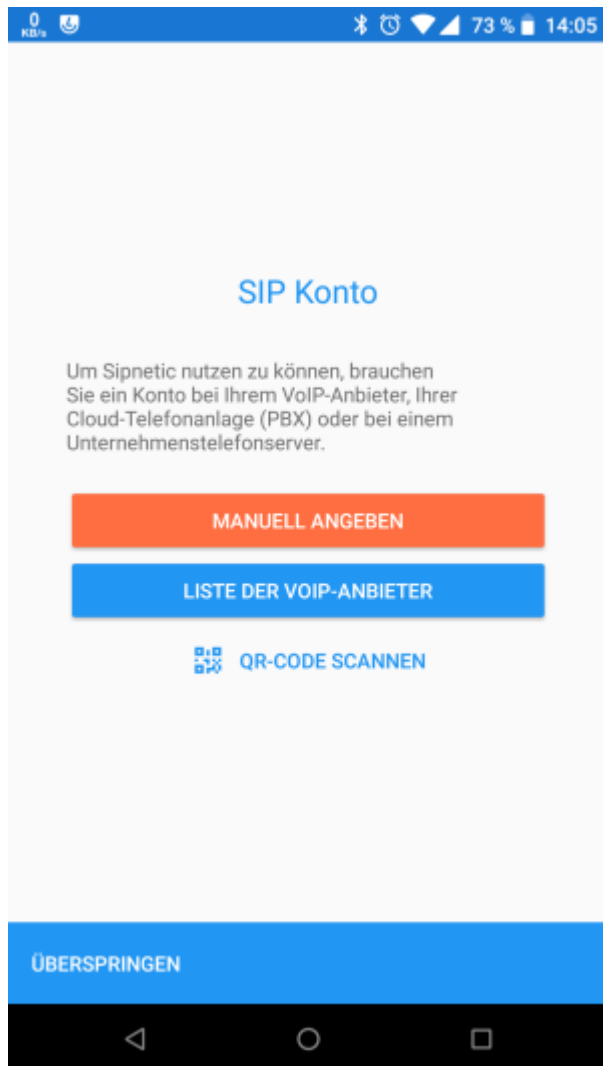 0
KB/s
73 % 14:05
SIP Konto
Um Sipnetic nutzen zu können, brauchen
Sie ein Konto bei Ihrem VoIP-Anbieter, Ihrer
Cloud-Telefonanlage (PBX) oder bei einem
Unternehmenstelefonserver.
MANUELL ANGEBEN
LISTE DER VOIP-ANBIETER
QR-CODE SCANNEN
ÜBERSPRINGEN